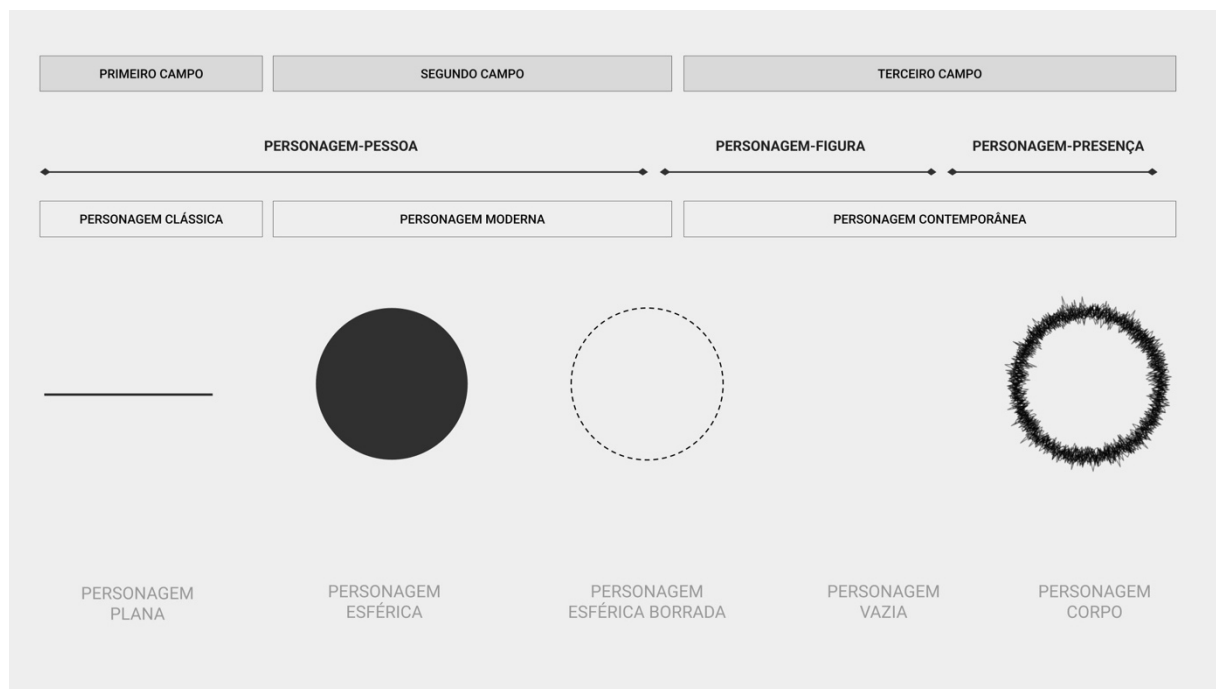 PRIMEIRO CAMPO
SEGUNDO CAMPO
TERCEIRO CAMPO
PERSONAGEM-PESSOA
PERSONAGEM-FIGURA
PERSONAGEM-PRESENÇA
PERSONAGEM CLÁSSICA
PERSONAGEM MODERNA
PERSONAGEM CONTEMPORÂNEA
PERSONAGEM
PLANA
PERSONAGEM
ESFÉRICA
PERSONAGEM
ESFÉRICA BORRADA
PERSONAGEM
VAZIA
PERSONAGEM
CORPO